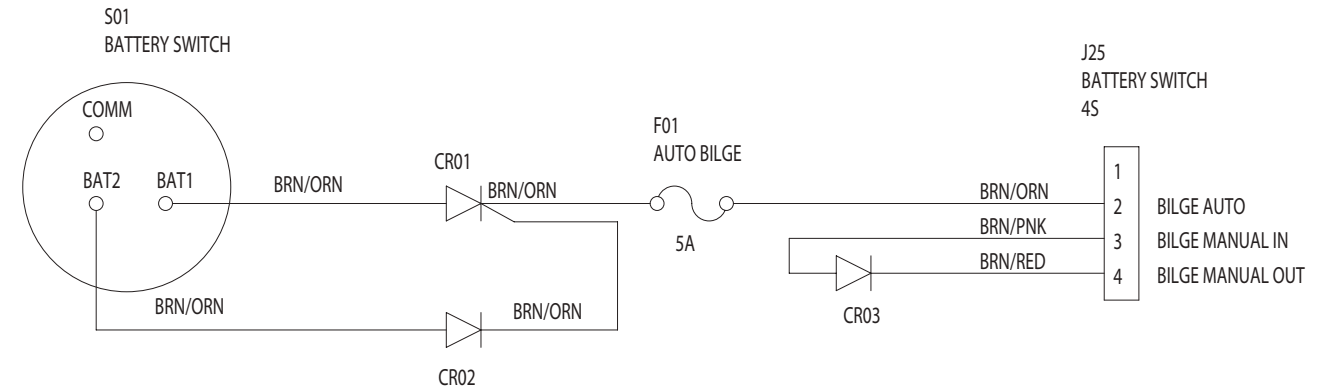 S01
BATTERY SWITCH
COMM
BAT2
BAT1
BRN/ORN
BRN/ORN
CR01
BRN/ORN
CR02
BRN/ORN
F01
AUTO BILGE
5A
J25
BATTERY SWITCH
4S
BRN/ORN
1
2
BILGE AUTO
BRN/PNK
3
BILGE MANUAL IN
BRN/RED
4
BILGE MANUAL OUT
CR03